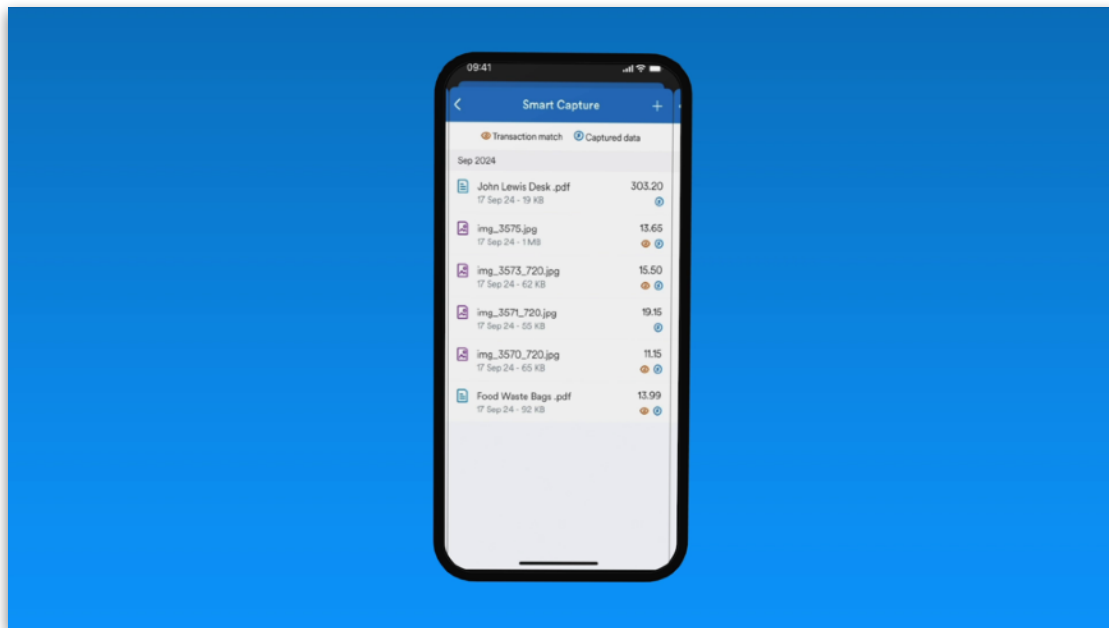 09:41
Smart Capture
Transaction match Captured data
Sep 2024
John Lewis Desk .pdf 303.20
17 Sep 24 - 19 KB
img_3575.jpg 13.65
17 Sep 24 - 1 MB
img_3573_720.jpg 15.50
17 Sep 24 - 62 KB
img_3571_720.jpg 19.15
17 Sep 24 - 55 KB
img_3570_720.jpg 11.15
17 Sep 24 - 65 KB
Food Waste Bags .pdf 13.99
17 Sep 24 - 92 KB